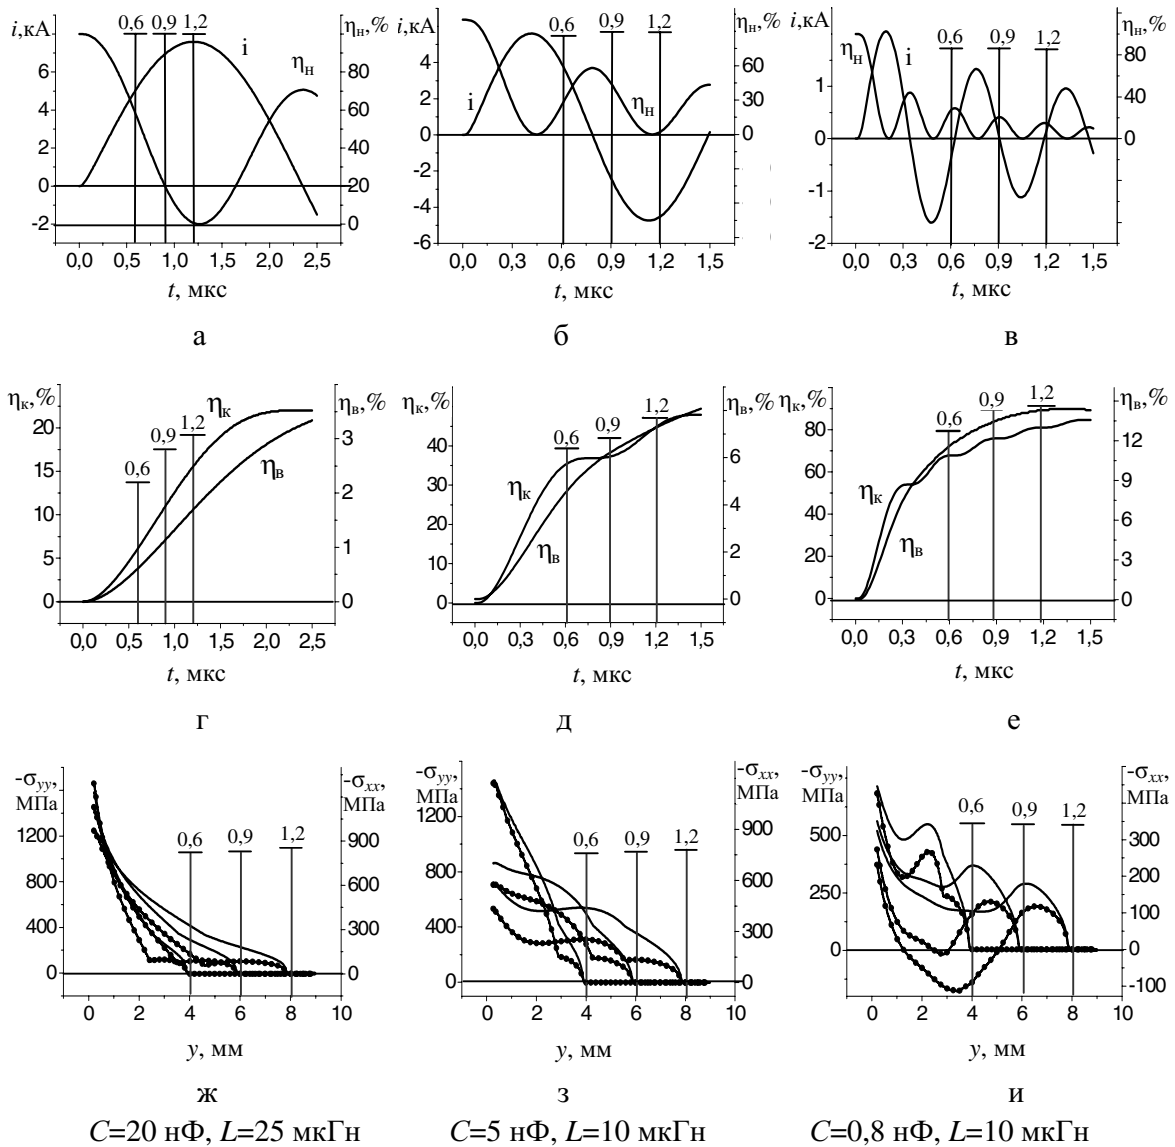 i,кА 0,6 0,9 1,2 ηн,%
8 6 4 2 0 -2
i ηн
100 80 60 40 20 0
0,0 0,5 1,0 1,5 2,0 2,5
t, мкс
а
i,кА 0,6 0,9 1,2 ηн,%
6 4 2 0 -2 -4 -6
i ηн
90 60 30 0
0,0 0,3 0,6 0,9 1,2 1,5
t, мкс
б
i,кА 0,6 0,9 1,2 ηн,%
2 1 0 -1 -2
ηн i
100 80 40 0
0,0 0,3 0,6 0,9 1,2 1,5
t, мкс
в
ηк,% 0,6 0,9 1,2 ηв,%
20 15 10 5 0
ηк ηв
3 2 1 0
0,0 0,5 1,0 1,5 2,0 2,5
t, мкс
г
ηк,% 0,6 0,9 1,2 ηв,%
50 40 30 20 10 0
ηк ηв
8 6 4 2 0
0,0 0,3 0,6 0,9 1,2 1,5
t, мкс
д
ηк,% 0,6 0,9 1,2 ηв,%
80 60 40 20 0
ηк ηв
12 9 6 3 0
0,0 0,3 0,6 0,9 1,2 1,5
t, мкс
е
-σyy, МПа 0,6 0,9 1,2 -σxx, МПа
1200 800 400 0
900 600 300 0
0 2 4 6 8 10
y, мм
ж
-σyy, МПа 0,6 0,9 1,2 -σxx, МПа
1200 800 400 0
900 600 300 0
0 2 4 6 8 10
y, мм
з
-σyy, МПа 0,6 0,9 1,2 -σxx, МПа
500 250 0
300 200 100 0 -100
0 2 4 6 8 10
y, мм
и
C=20 нФ, L=25 мкГн
C=5 нФ, L=10 мкГн
C=0,8 нФ, L=10 мкГн